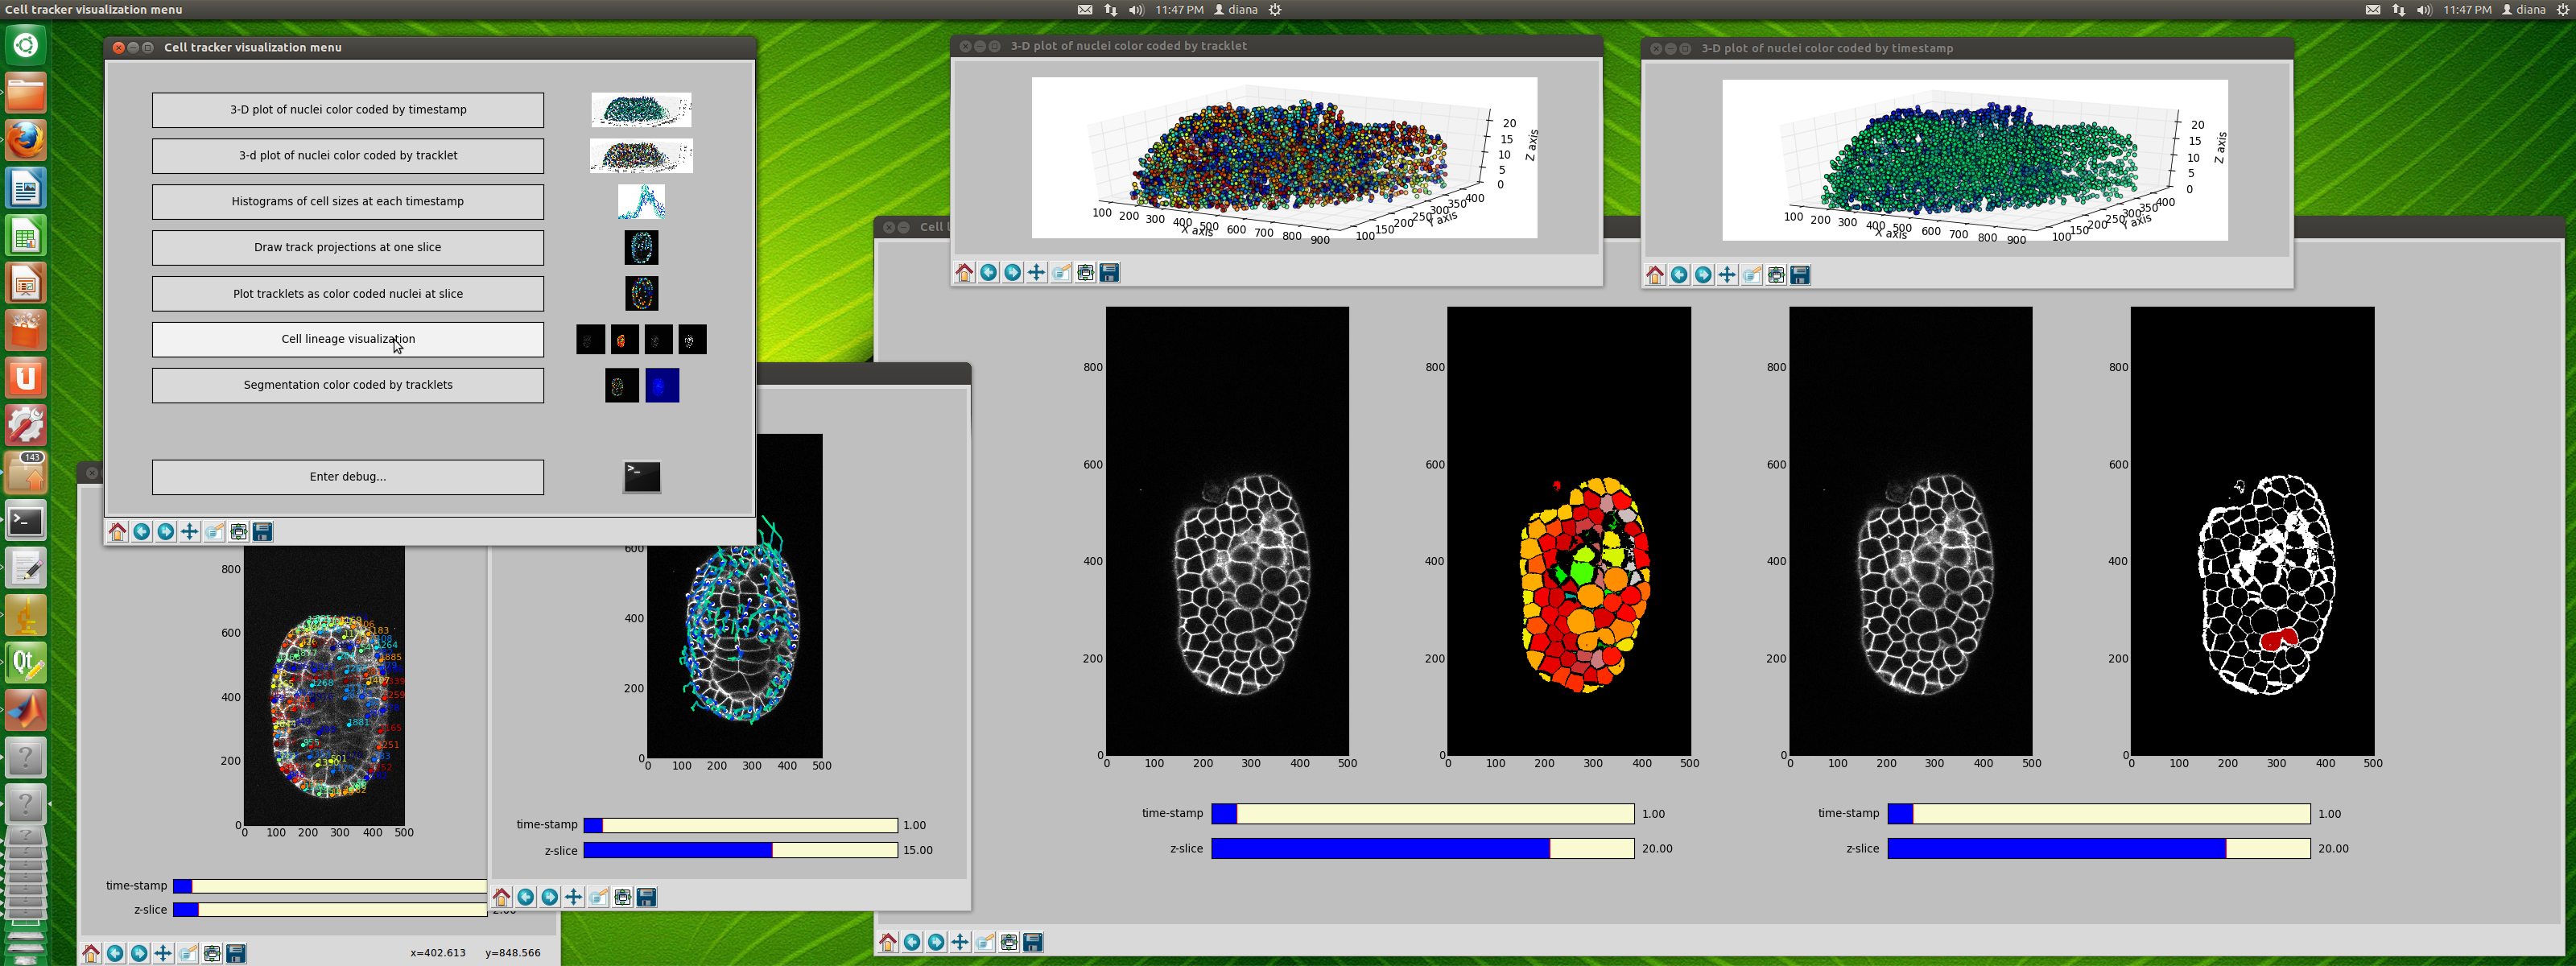 Cell tracker visualization menu
11:47 PM diana
11:47 PM diana
Cell tracker visualization menu
3-D plot of nuclei color coded by timestamp
3-d plot of nuclei color coded by tracklet
Histograms of cell sizes at each timestamp
Draw track projections at one slice
Plot tracklets as color coded nuclei at slice
Cell lineage visualization
Segmentation color coded by tracklets
Enter debug...
143
3-D plot of nuclei color coded by tracklet
20
15
10
5
0
Z axis
100 200 300 400 500 600 700 800 900
X axis
100 150 200 250 300 350 400
Y axis
3-D plot of nuclei color coded by timestamp
20
15
10
5
0
Z axis
100 200 300 400 500 600 700 800 900
X axis
100 150 200 250 300 350 400
Y axis
Cell l
800
600
400
200
0
0 100 200 300 400 500
800
600
400
200
0
0 100 200 300 400 500
800
600
400
200
0
0 100 200 300 400 500
800
600
400
200
0
0 100 200 300 400 500
time-stamp 1.00
z-slice 20.00
time-stamp 1.00
z-slice 20.00
600
400
200
0
0 100 200 300 400 500
time-stamp 1.00
z-slice 15.00
800
600
400
200
0
0 100 200 300 400 500
time-stamp
z-slice 2.00
x=402.613 y=848.566